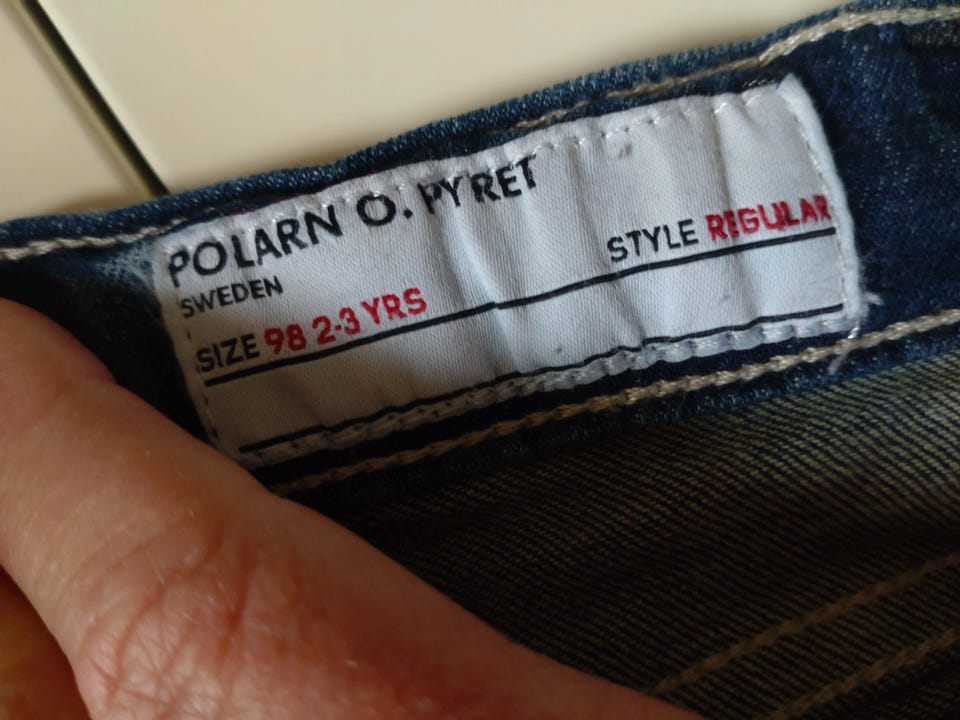 POLARN O. PYRET
SWEDEN
STYLE REGULAR
SIZE 98 2-3 YRS